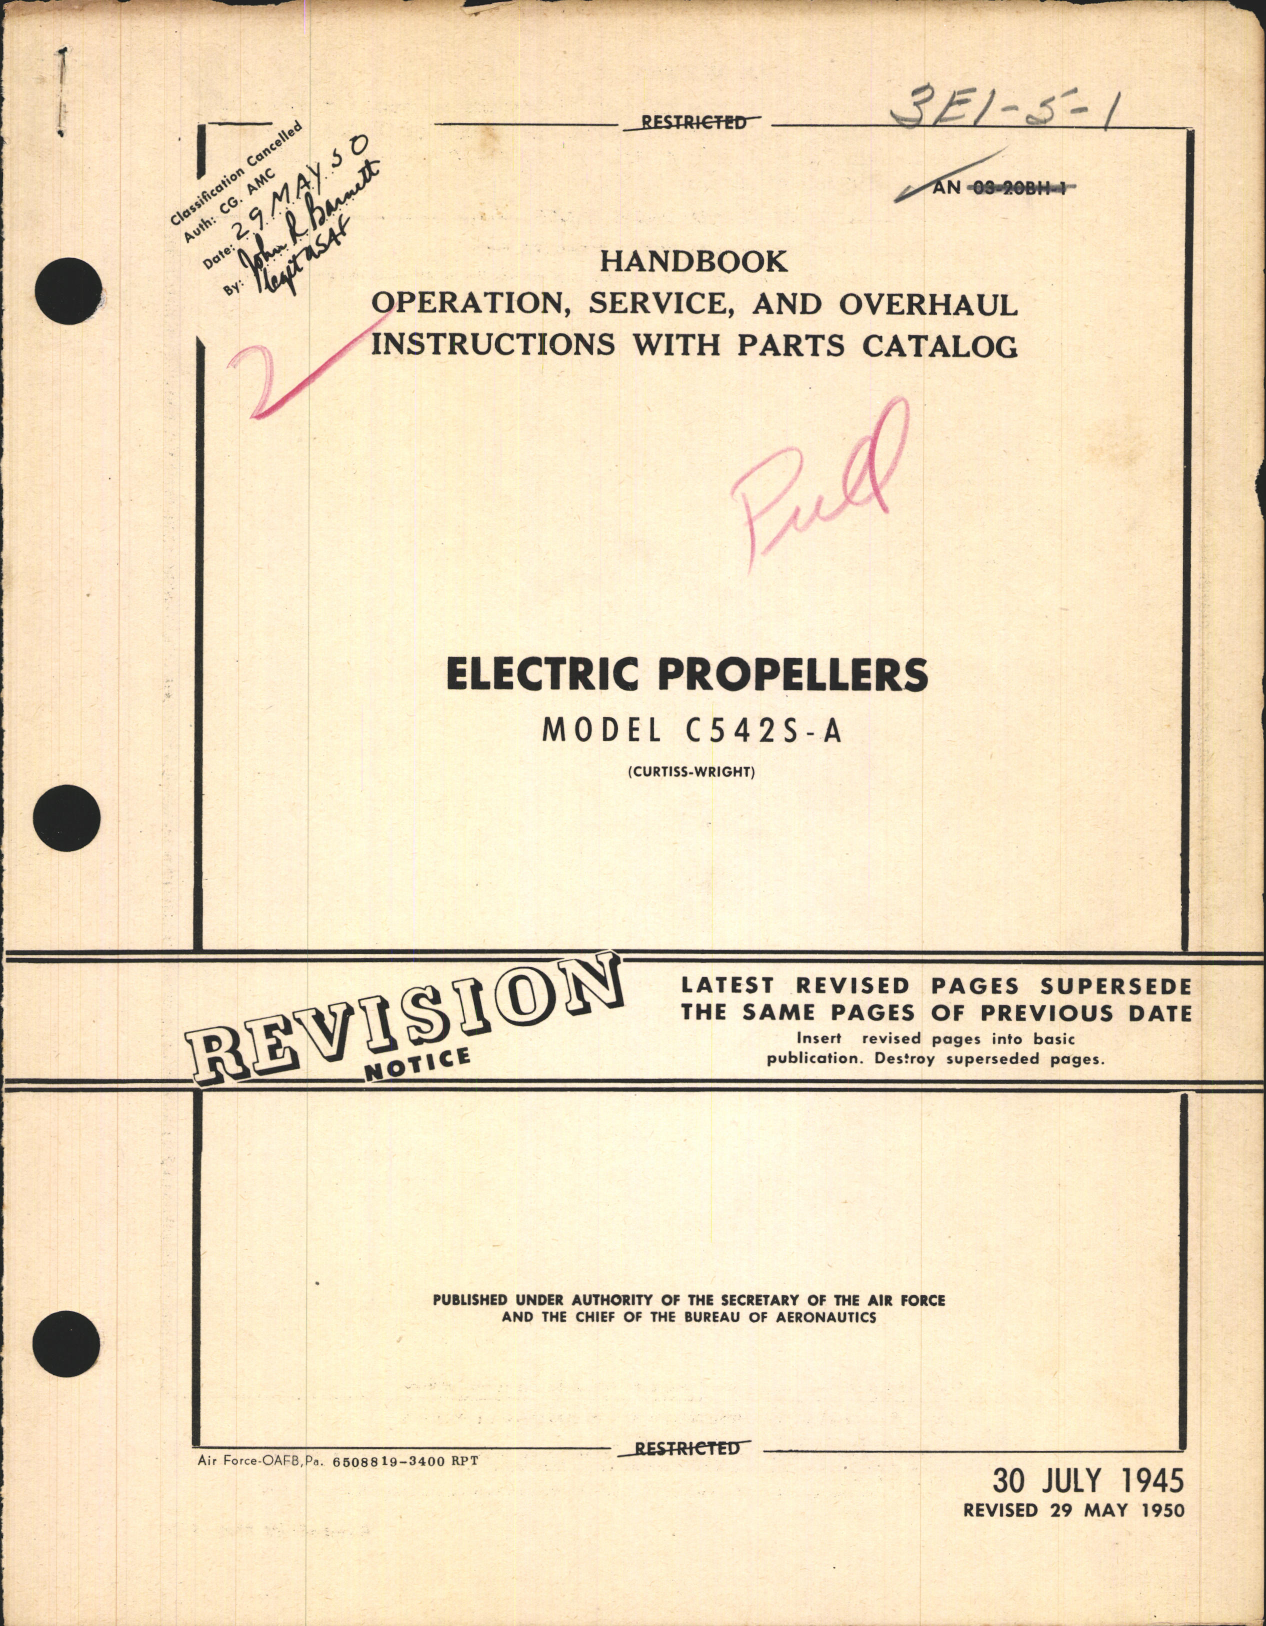 3E1-5-1
RESTRICTED
AN 03-20BH-1
Classification Cancelled
Auth: CG. AMC
Date: 29 MAY 50
By: John R Barnett
HANDBOOK
OPERATION, SERVICE, AND OVERHAUL
INSTRUCTIONS WITH PARTS CATALOG
2
Pull
ELECTRIC PROPELLERS
MODEL C542S-A
(CURTISS-WRIGHT)
REVISION
NOTICE
LATEST REVISED PAGES SUPERSEDE
THE SAME PAGES OF PREVIOUS DATE
Insert revised pages into basic
publication. Destroy superseded pages.
PUBLISHED UNDER AUTHORITY OF THE SECRETARY OF THE AIR FORCE
AND THE CHIEF OF THE BUREAU OF AERONAUTICS
RESTRICTED
Air Force-OAFB,Pa. 6508819-3400 RPT
30 JULY 1945
REVISED 29 MAY 1950